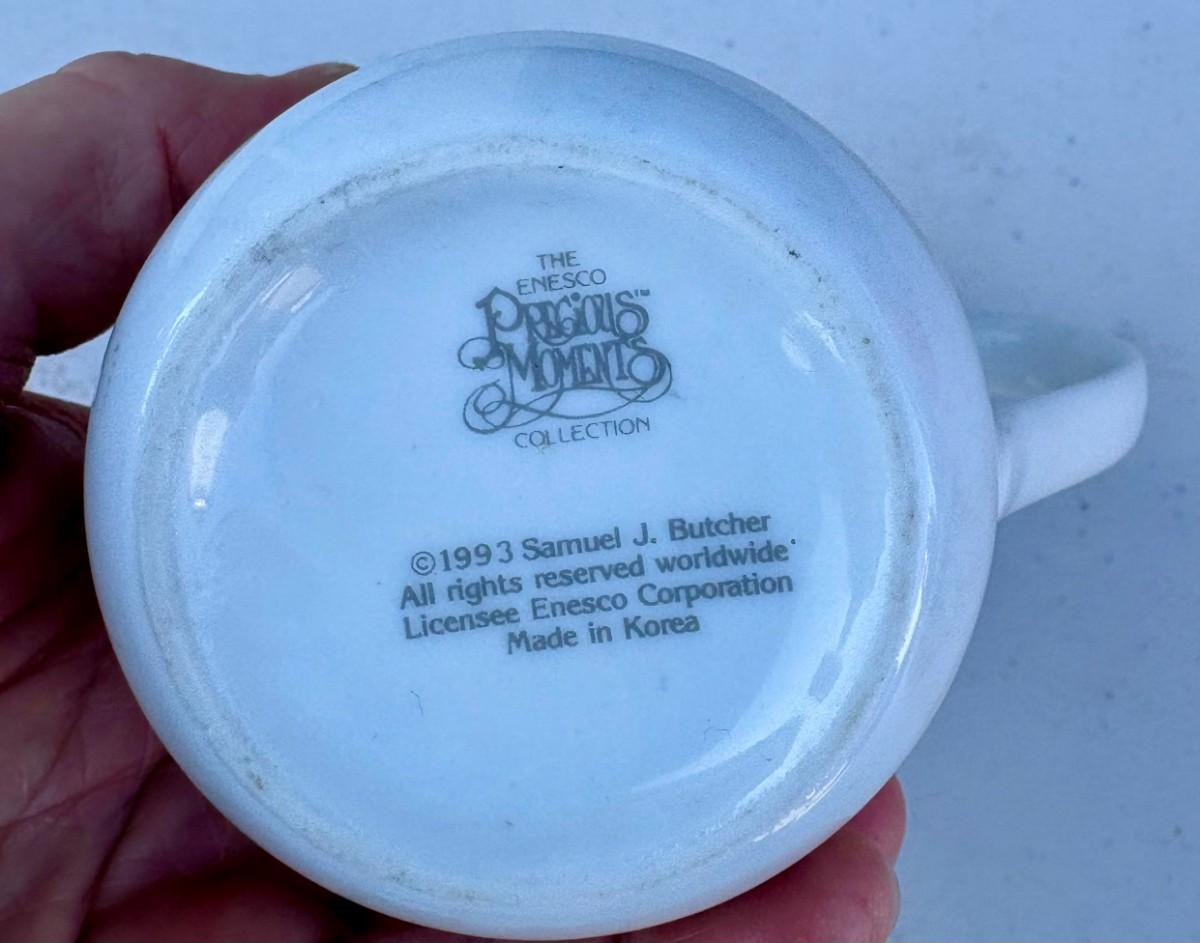 THE
ENESCO
PRECIOUS™
MOMENTS
COLLECTION
©1993 Samuel J. Butcher
All rights reserved worldwide
Licensee Enesco Corporation
Made in Korea